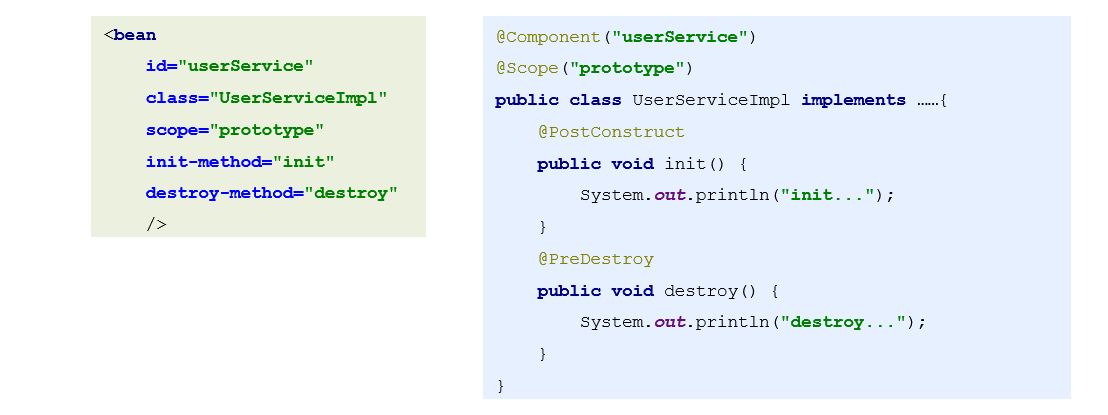 <bean
    id="userService"
    class="UserServiceImpl"
    scope="prototype"
    init-method="init"
    destroy-method="destroy"
    />
@Component("userService")
@Scope("prototype")
public class UserServiceImpl implements ……{
    @PostConstruct
    public void init() {
        System.out.println("init...");
    }
    @PreDestroy
    public void destroy() {
        System.out.println("destroy...");
    }
}